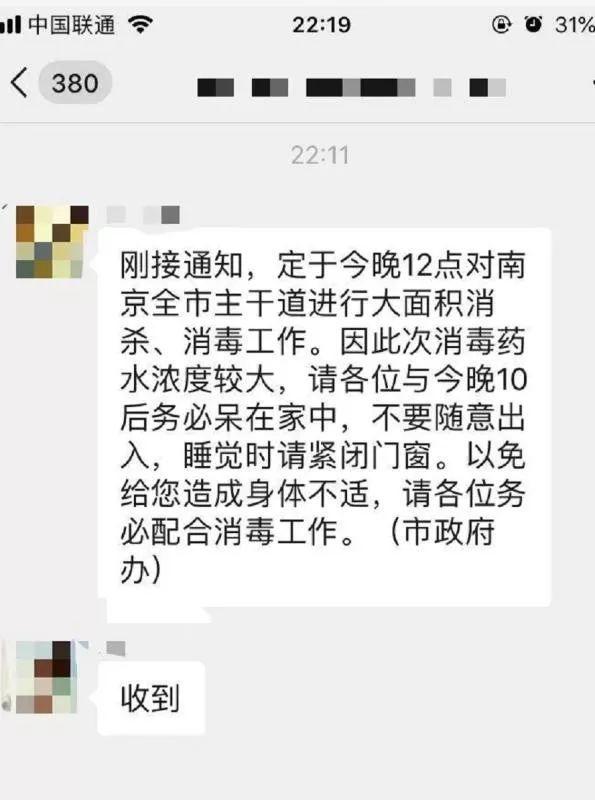 中国联通 22:19 31%
380
22:11
刚接通知，定于今晚12点对南
京全市主干道进行大面积消
杀、消毒工作。因此次消毒药
水浓度较大，请各位与今晚10
后务必呆在家中，不要随意出
入，睡觉时请紧闭门窗。以免
给您造成身体不适，请各位务
必配合消毒工作。（市政府
办）
收到